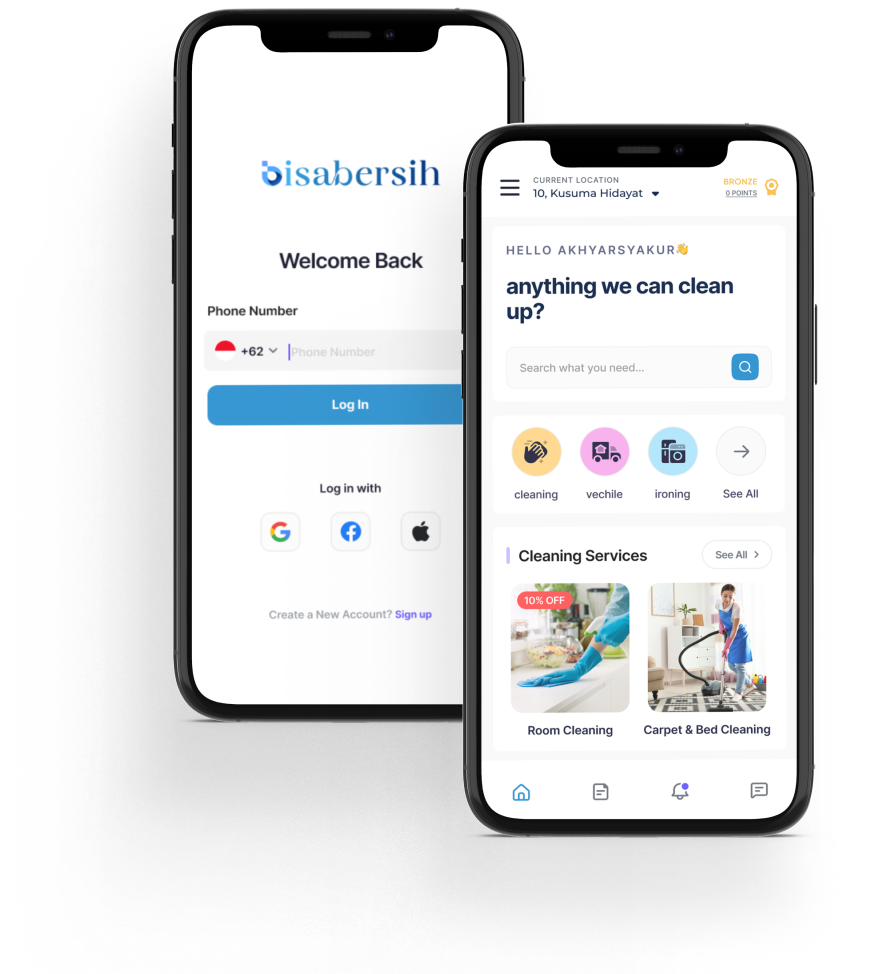 bisabersih
Welcome Back
Phone Number
+62
Phone Number
Log In
Log in with
Create a New Account? Sign up
CURRENT LOCATION
10, Kusuma Hidayat
BRONZE
0 POINTS
HELLO AKHYARSYAKUR👋
anything we can clean
up?
Search what you need...
cleaning
vechile
ironing
See All
Cleaning Services
See All
10% OFF
Room Cleaning
Carpet & Bed Cleaning